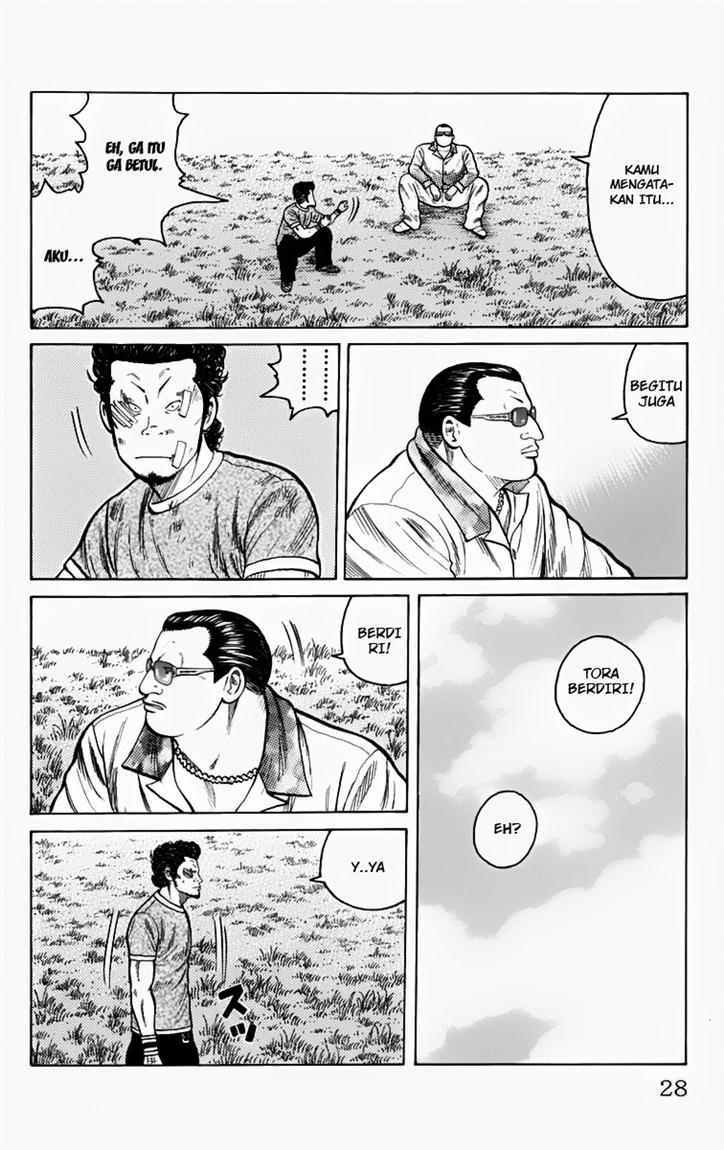 KAMU
MENGATA-
KAN ITU...
EH, GA ITU
GA BETUL.
AKU...
BEGITU
JUGA
......
......
TORA
BERDIRI!
EH?
BERDI
RI!
Y..YA
スッ
28